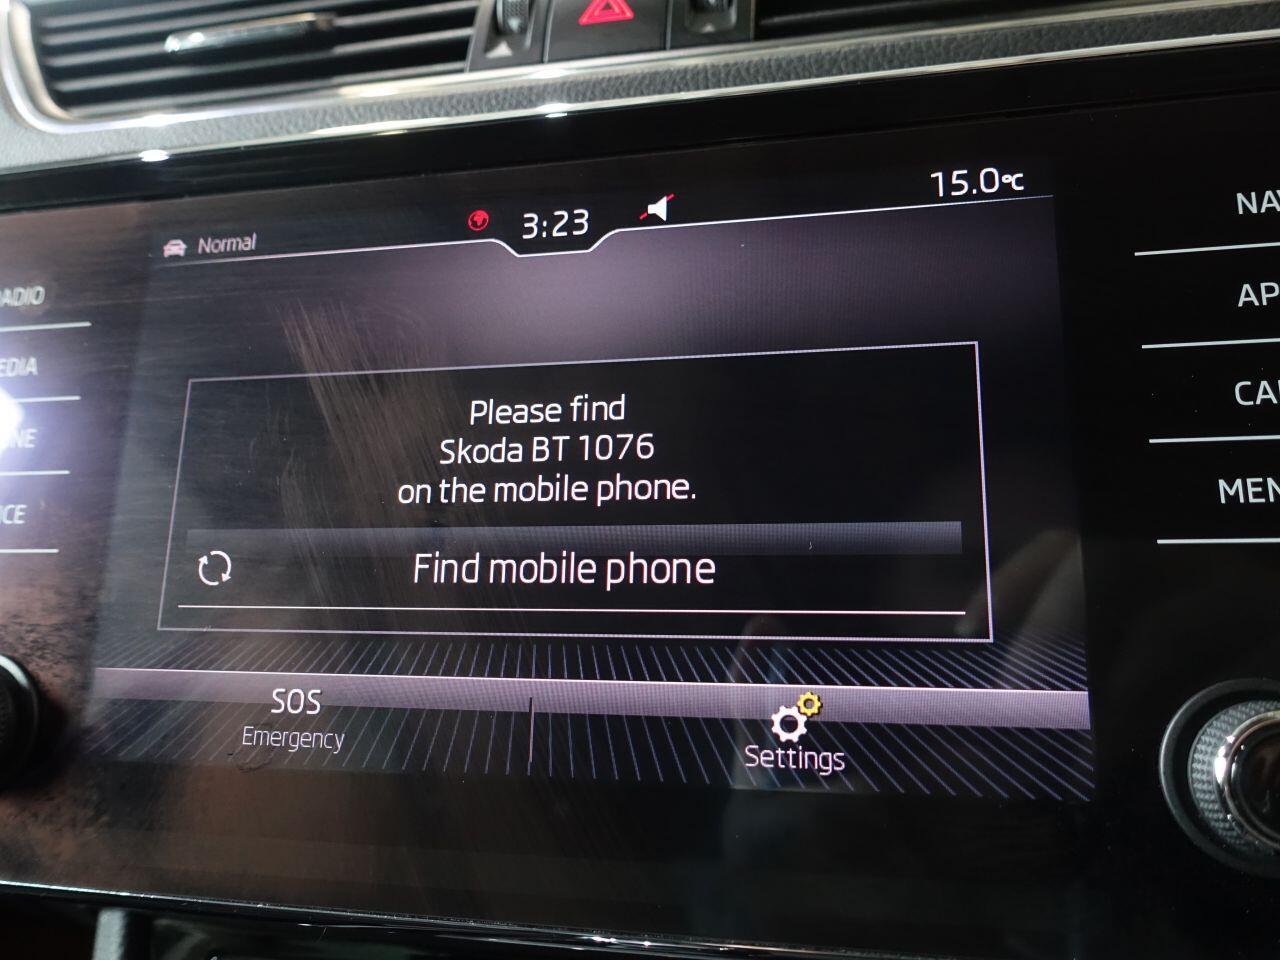 Normal
3:23
15.0°C
Please find
Skoda BT 1076
on the mobile phone.
Find mobile phone
SOS
Emergency
Settings